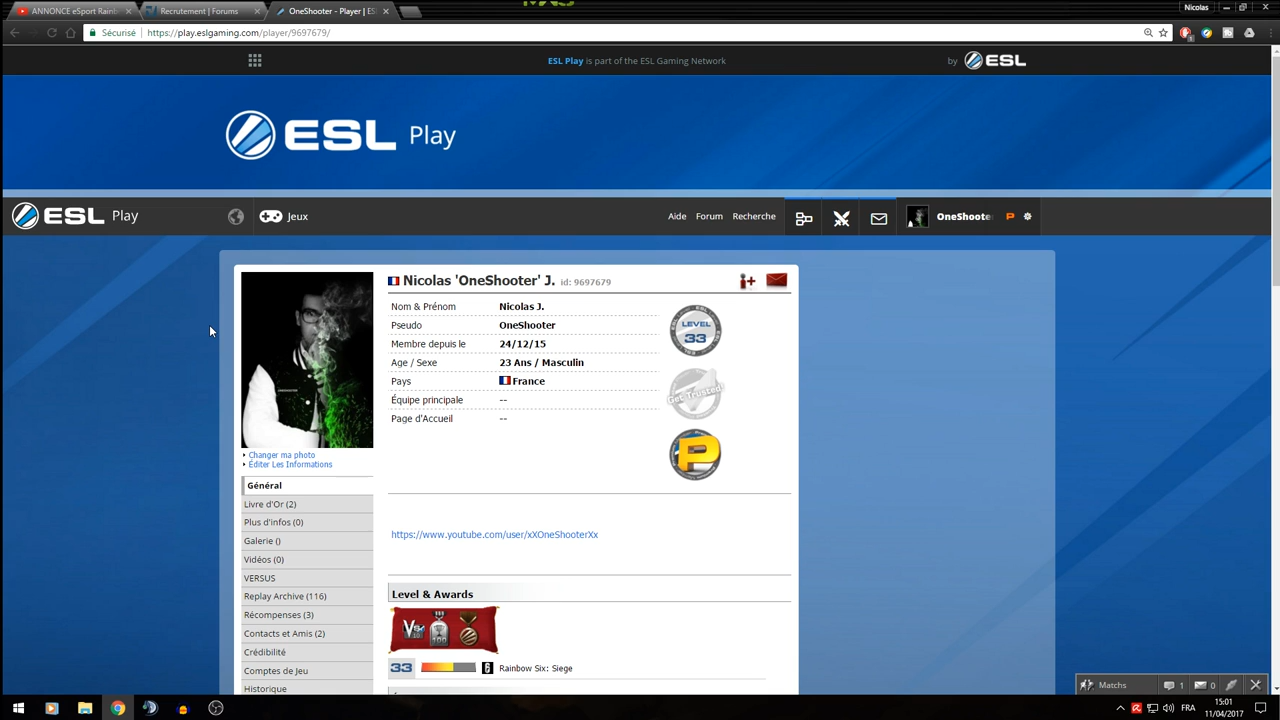 ANNONCE eSport Rainb
Recrutement | Forums
OneShooter - Player | ES
Nicolas
Sécurisé
https://play.eslgaming.com/player/9697679/
ESL Play is part of the ESL Gaming Network
by ESL
ESL Play
ESL Play
Jeux
Aide
Forum
Recherche
OneShooter
Nicolas 'OneShooter' J. id: 9697679
Nom & Prénom Nicolas J.
Pseudo OneShooter
Membre depuis le 24/12/15
Age / Sexe 23 Ans / Masculin
Pays France
Équipe principale --
Page d'Accueil --
LEVEL
33
Get Trusted
P
ONESHOOTER
Changer ma photo
Éditer Les Informations
Général
Livre d'Or (2)
Plus d'infos (0)
Galerie ()
Vidéos (0)
VERSUS
Replay Archive (116)
Récompenses (3)
Contacts et Amis (2)
Crédibilité
Comptes de Jeu
Historique
https://www.youtube.com/user/xXOneShooterXx
Level & Awards
33 6 Rainbow Six: Siege
Matchs
1
0
FRA
15:01
11/04/2017